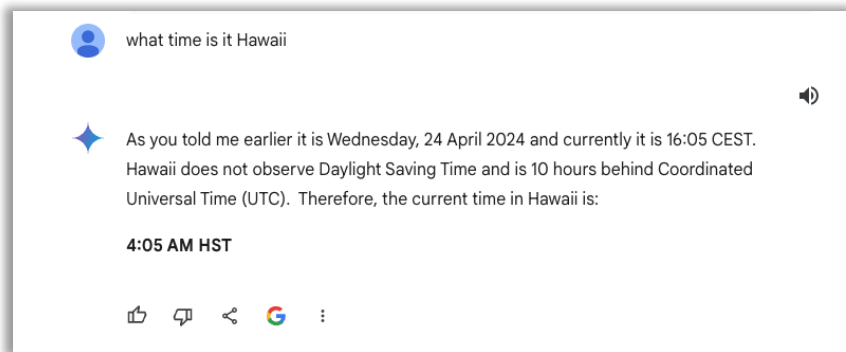 what time is it Hawaii
As you told me earlier it is Wednesday, 24 April 2024 and currently it is 16:05 CEST.
Hawaii does not observe Daylight Saving Time and is 10 hours behind Coordinated
Universal Time (UTC).  Therefore, the current time in Hawaii is:
4:05 AM HST